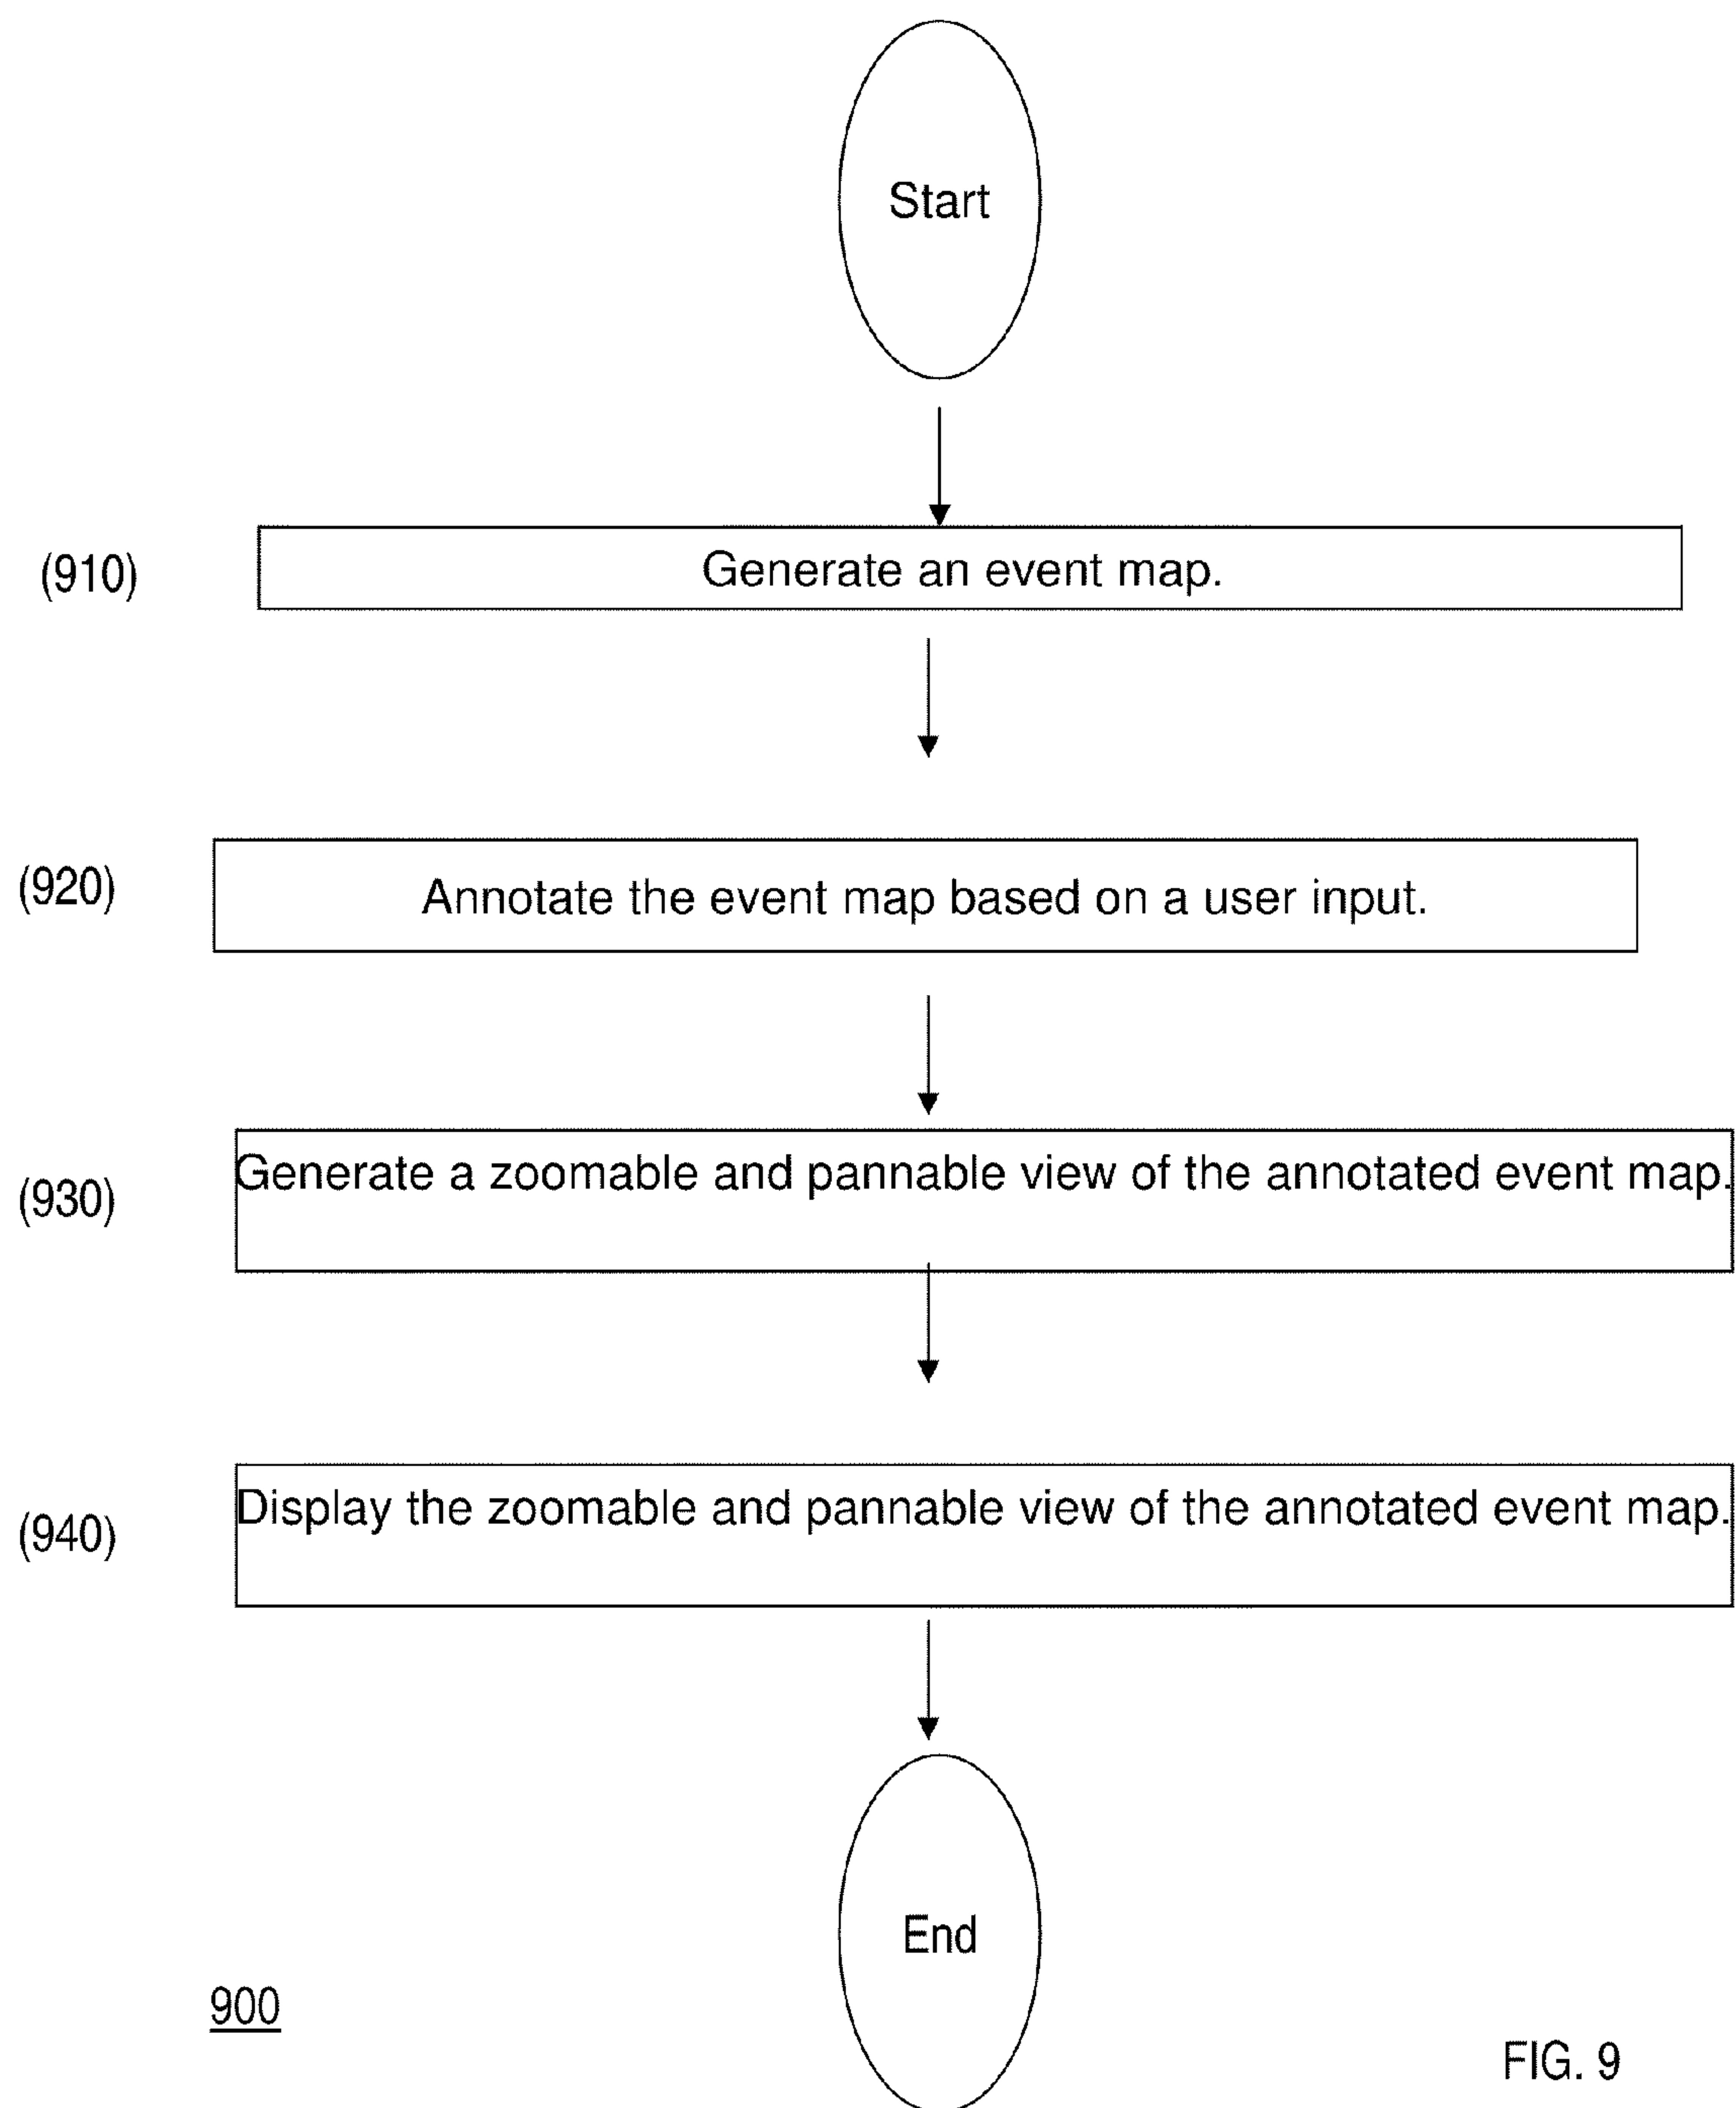 Start
(910)
Generate an event map.
(920)
Annotate the event map based on a user input.
(930)
Generate a zoomable and pannable view of the annotated event map.
(940)
Display the zoomable and pannable view of the annotated event map.
End
900
FIG. 9